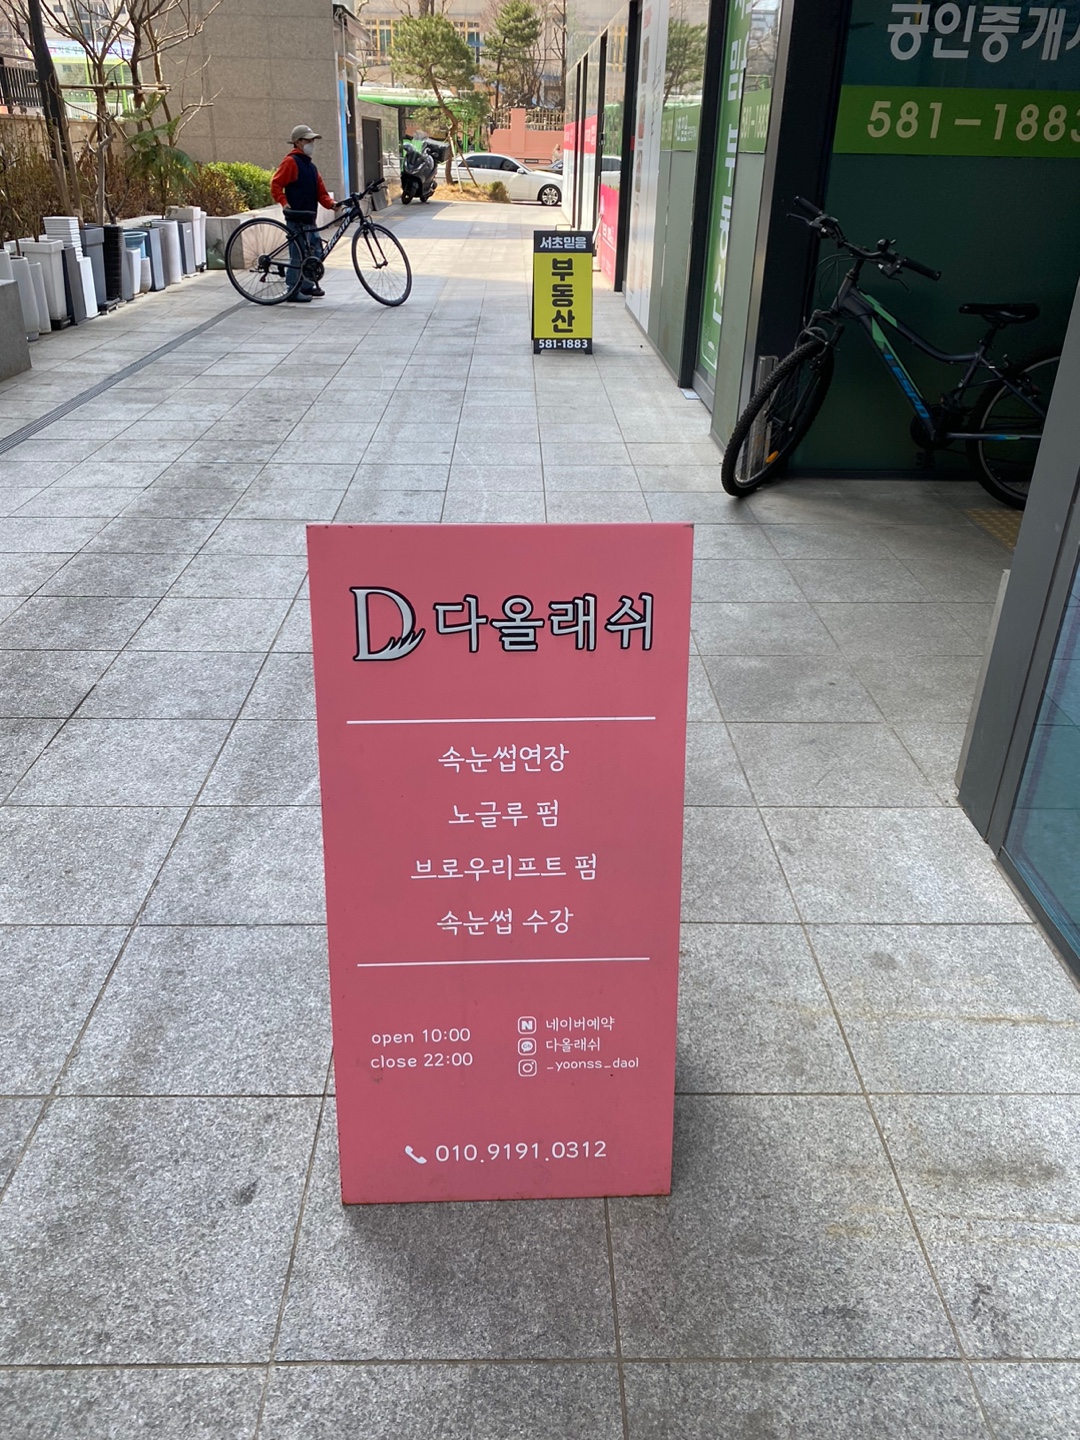 공인중개사
581-1883
서초믿음
부동산
581-1883
부동산
D 다올래쉬
속눈썹연장
노글루 펌
브로우리프트 펌
속눈썹 수강
open 10:00
close 22:00
N 네이버예약
다올래쉬
_yoonss_daol
010.9191.0312